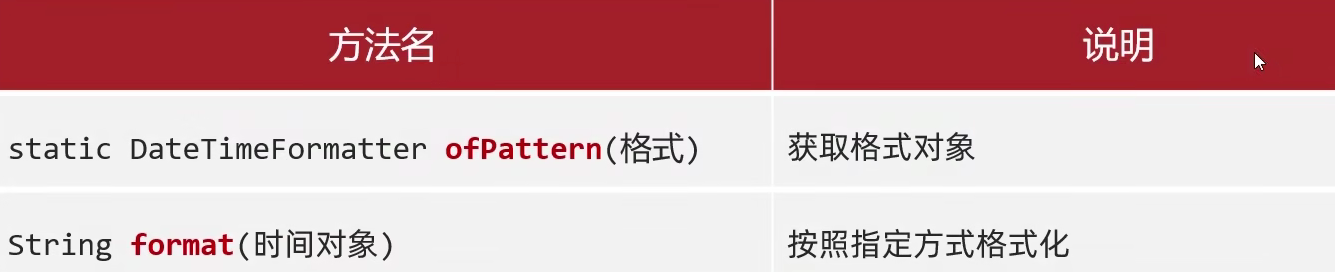 方法名 说明
static DateTimeFormatter ofPattern(格式) 获取格式对象
String format(时间对象) 按照指定方式格式化